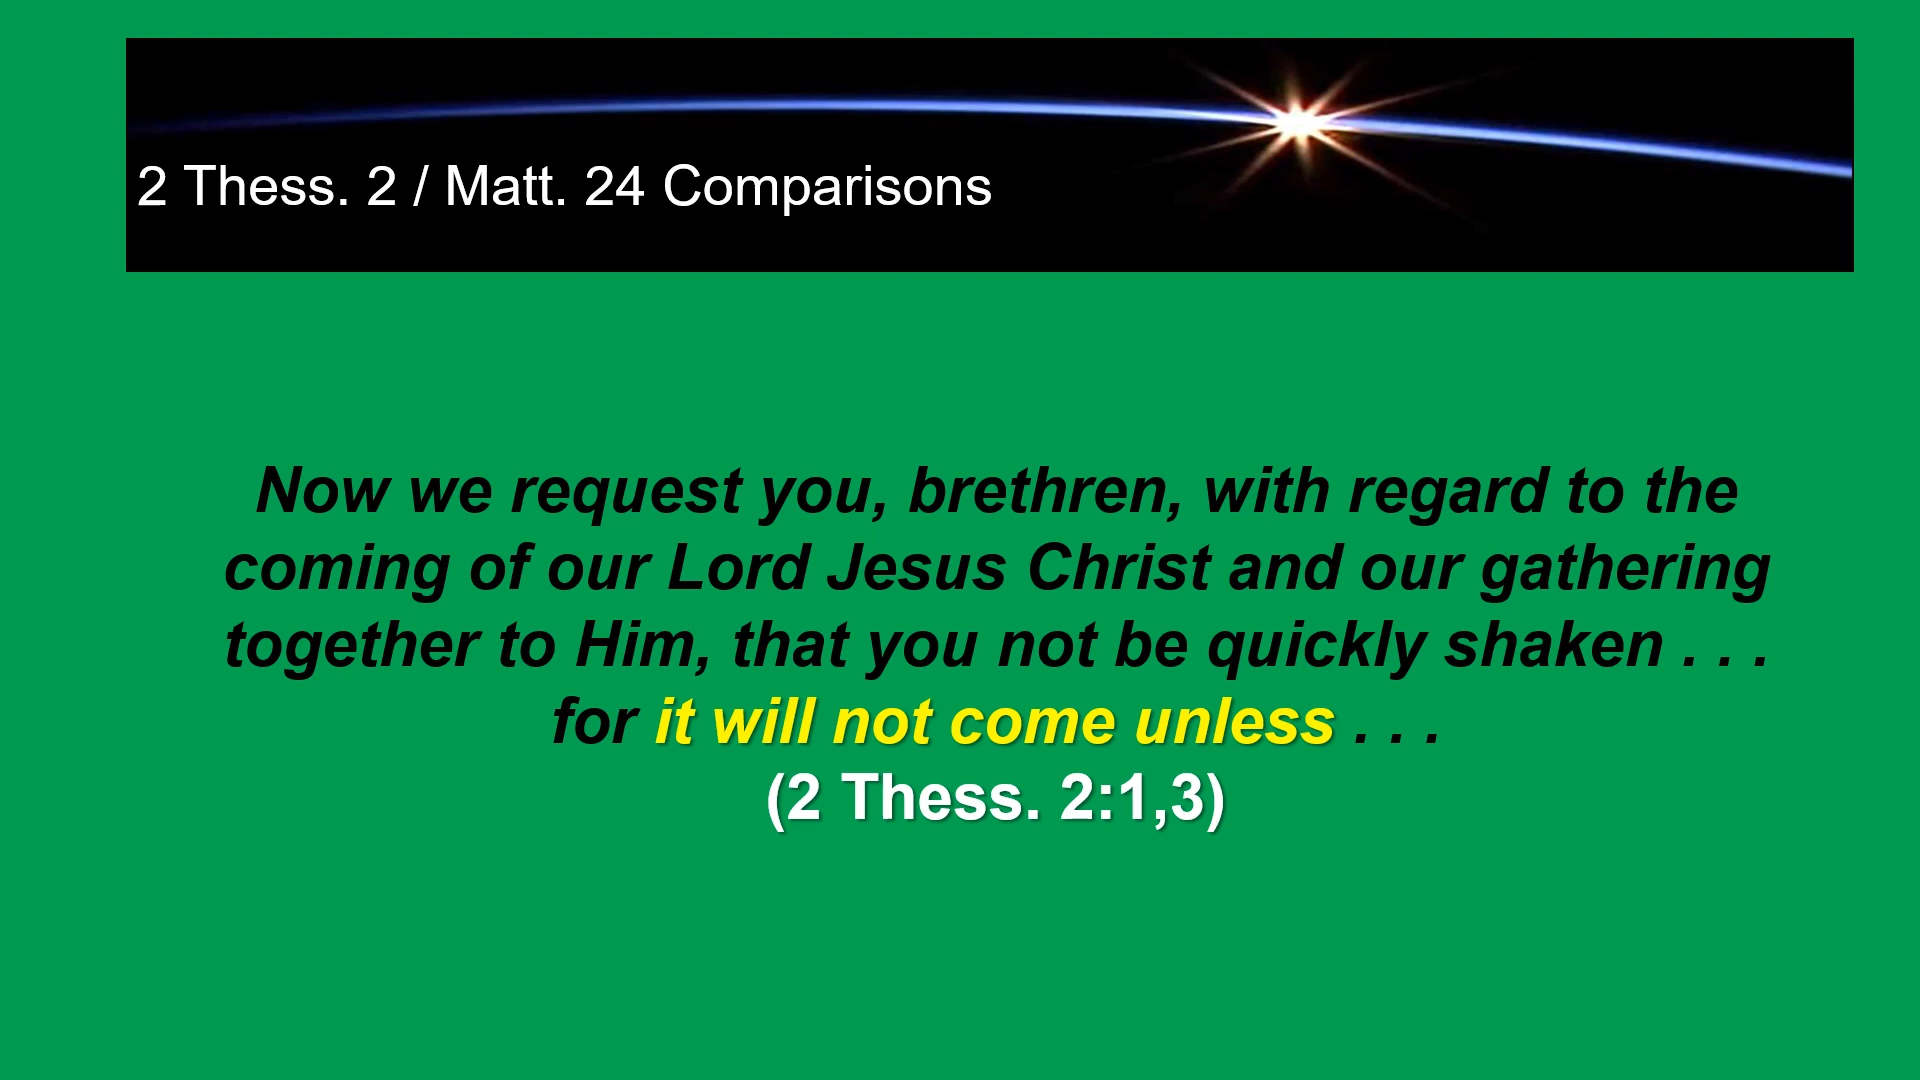 2 Thess. 2 / Matt. 24 Comparisons
Now we request you, brethren, with regard to the
coming of our Lord Jesus Christ and our gathering
together to Him, that you not be quickly shaken . . .
for it will not come unless . . .
(2 Thess. 2:1,3)